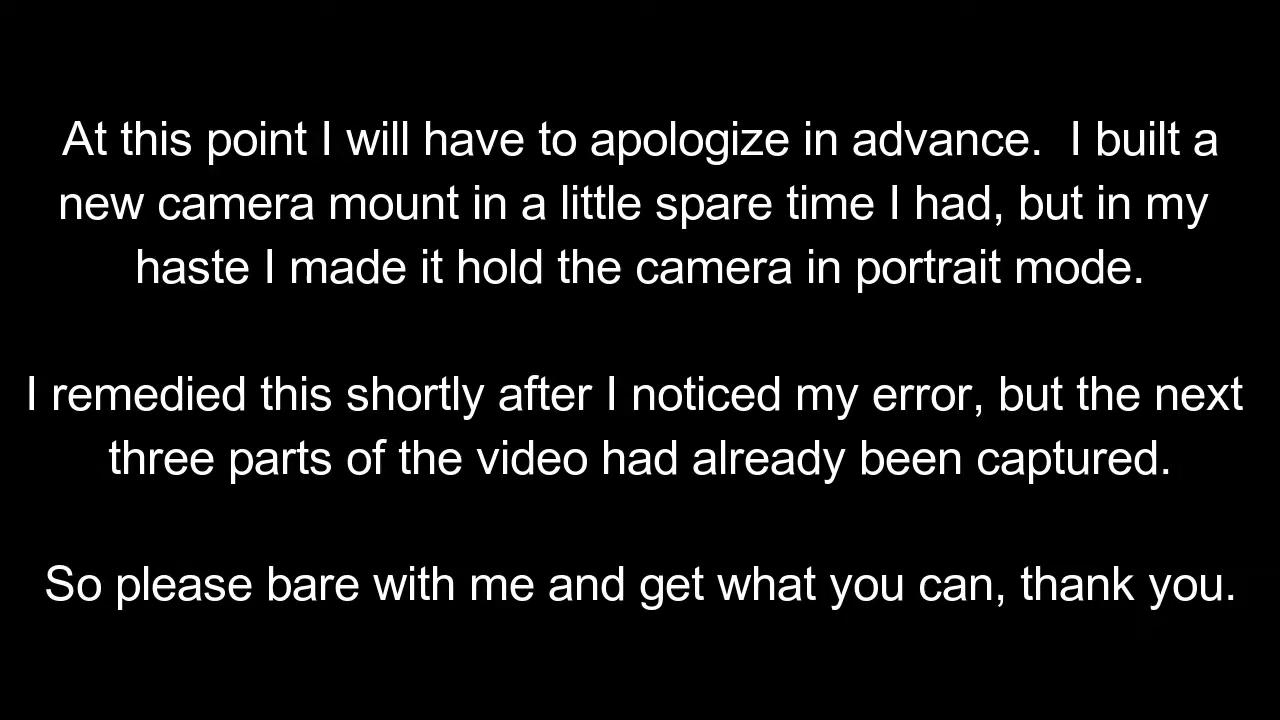 At this point I will have to apologize in advance.  I built a
new camera mount in a little spare time I had, but in my
haste I made it hold the camera in portrait mode.
I remedied this shortly after I noticed my error, but the next
three parts of the video had already been captured.
So please bare with me and get what you can, thank you.